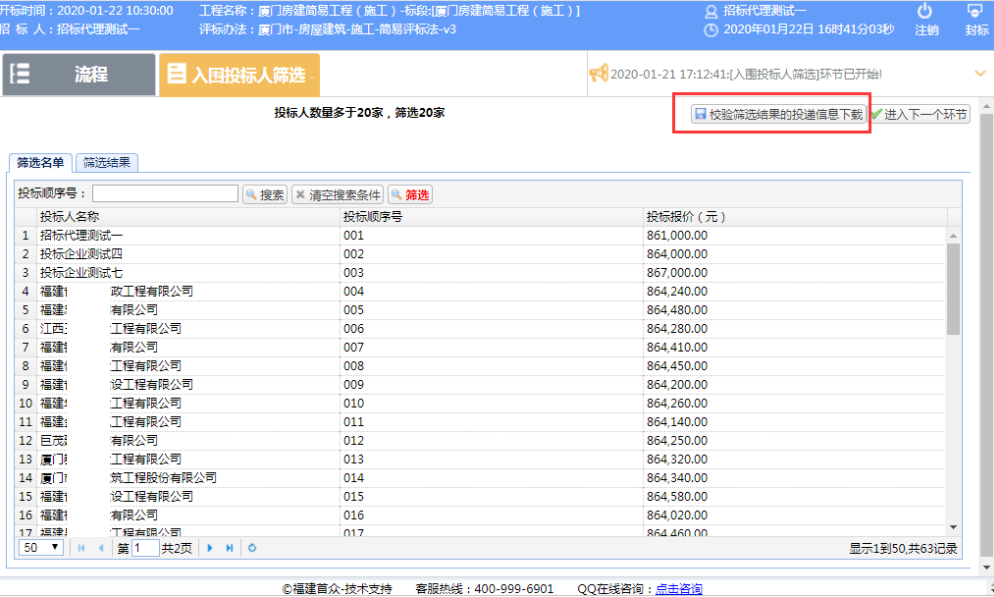 开标时间：2020-01-22 10:30:00 工程名称：厦门房建简易工程（施工）-标段:[厦门房建简易工程（施工）] 招标代理测试一
招 标 人：招标代理测试一 评标办法：厦门市-房屋建筑-施工-简易评标法-v3 2020年01月22日 16时41分03秒 注销 封标
流程 入围投标人筛选 2020-01-21 17:12:41:[入围投标人筛选]环节已开始!
投标人数量多于20家，筛选20家 校验筛选结果的投递信息下载 进入下一个环节
筛选名单 筛选结果
投标顺序号： 搜索 清空搜索条件 筛选
投标人名称 投标顺序号 投标报价（元）
1 招标代理测试一 001 861,000.00
2 投标企业测试四 002 864,000.00
3 投标企业测试七 003 867,000.00
4 福建 政工程有限公司 004 864,240.00
5 福建 有限公司 005 864,480.00
6 江西 工程有限公司 006 864,280.00
7 福建 有限公司 007 864,410.00
8 福建 工程有限公司 008 864,450.00
9 福建 设工程有限公司 009 864,200.00
10 福建 工程有限公司 010 864,260.00
11 福建 工程有限公司 011 864,140.00
12 巨茂 有限公司 012 864,250.00
13 厦门 工程有限公司 013 864,320.00
14 厦门 筑工程股份有限公司 014 864,340.00
15 福建 设工程有限公司 015 864,580.00
16 福建 有限公司 016 864,020.00
17 福建 工程有限公司 017 864,460.00
50 第 1 共2页 显示1到50,共63记录
©福建首众-技术支持 客服热线：400-999-6901 QQ在线咨询：点击咨询